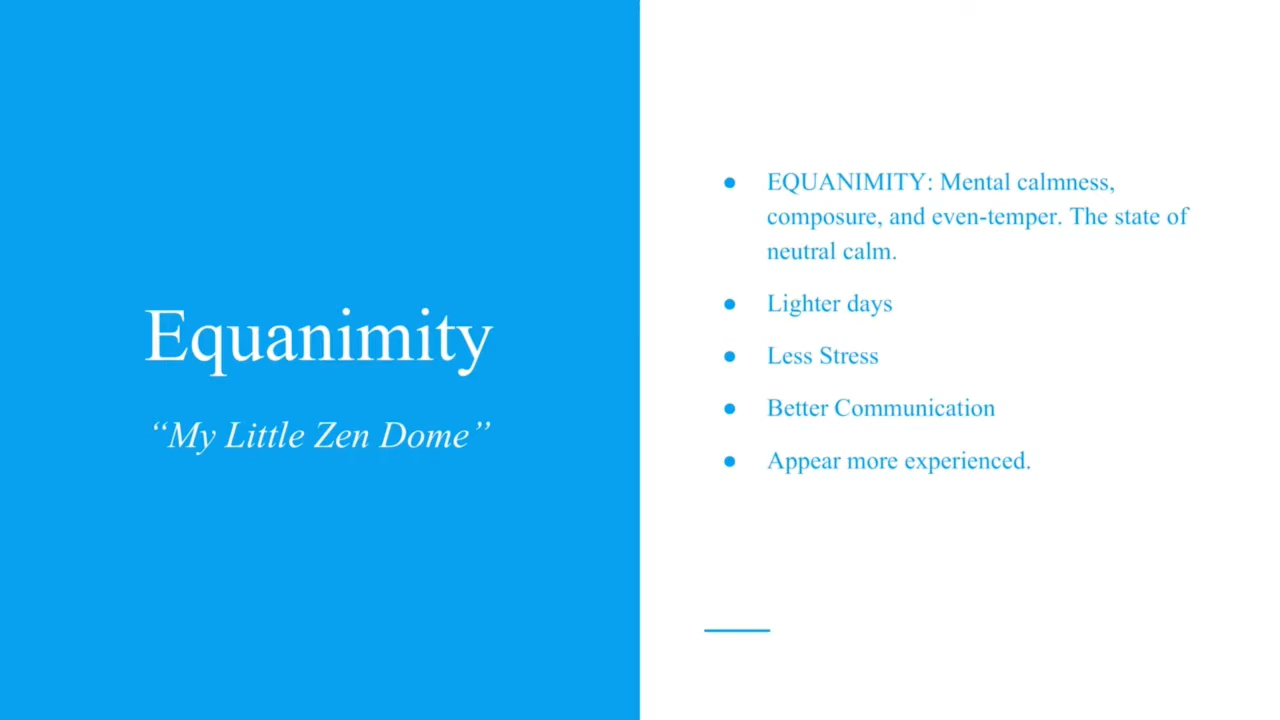 Equanimity
“My Little Zen Dome”
● EQUANIMITY: Mental calmness,
composure, and even-temper. The state of
neutral calm.
● Lighter days
● Less Stress
● Better Communication
● Appear more experienced.